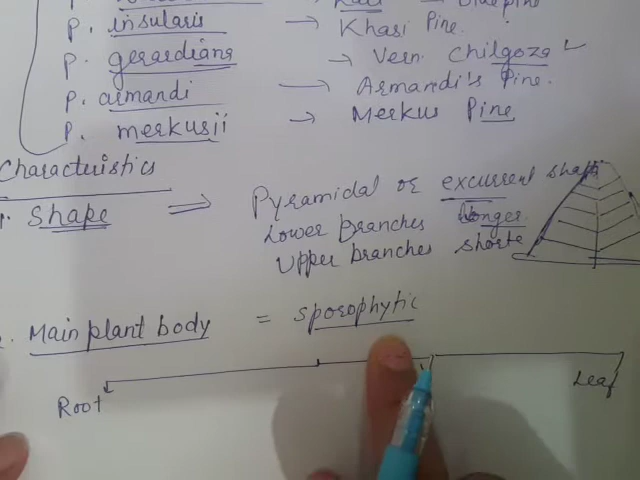 P. insularis → Khasi Pine.
P. gerardiana → Vern. Chilgoza
P. armandi → Armandi's Pine.
P. merkusii → Merkus Pine
Characteristics
Shape ⇒ Pyramidal or excurrent shape
Lower branches longer
Upper branches shorte
Main plant body = Sporophytic
Root Leaf